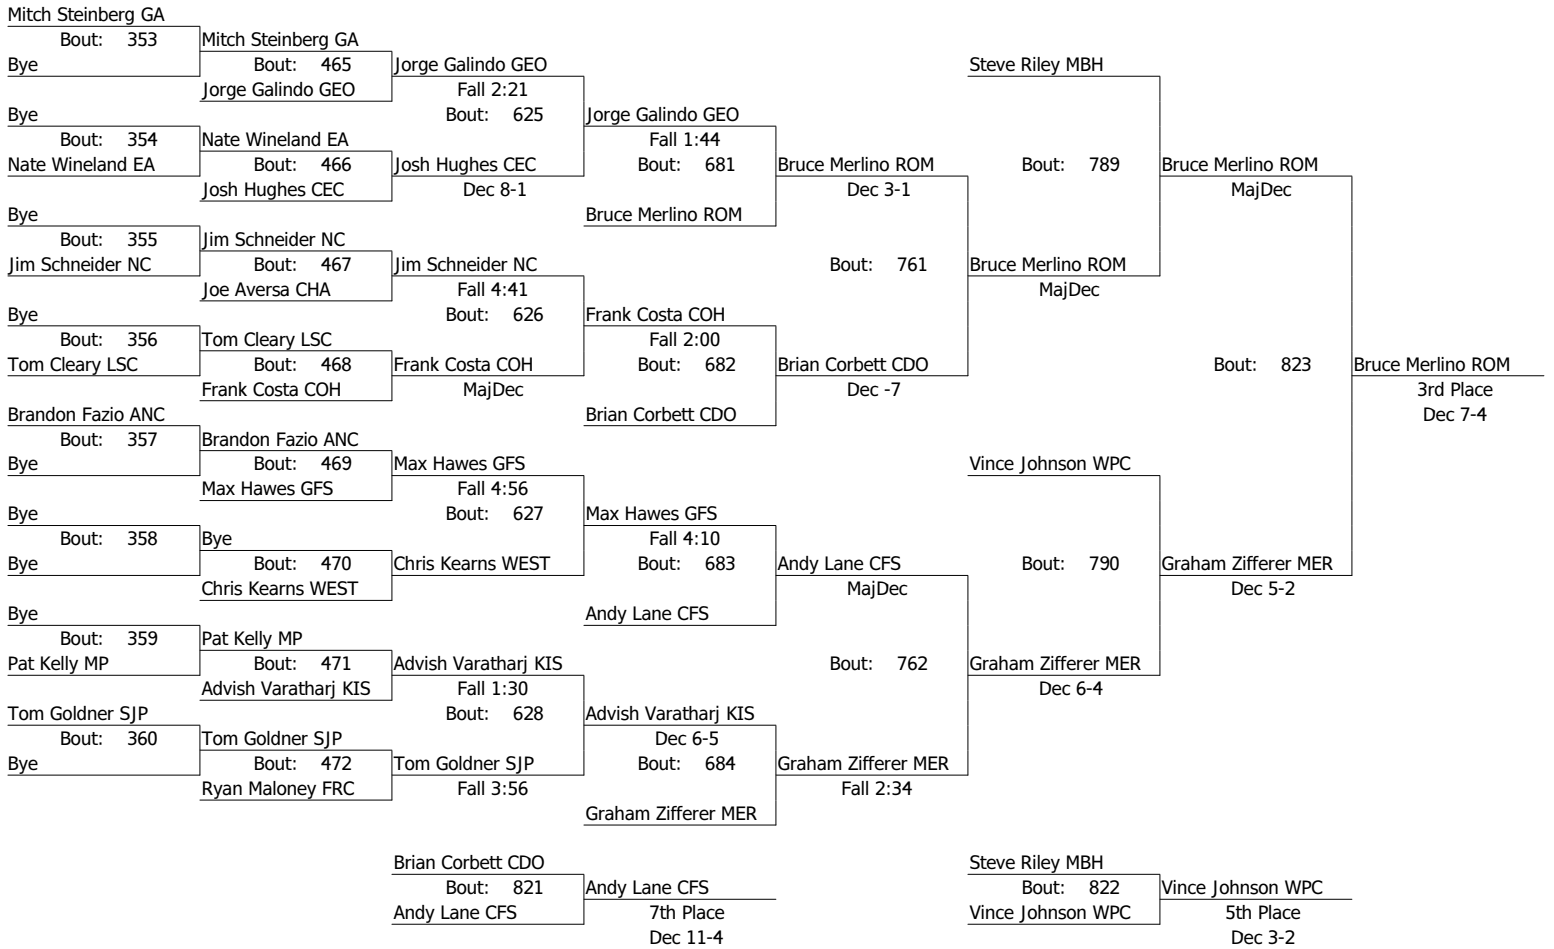 Mitch Steinberg GA
Bout: 353
Mitch Steinberg GA
Bye
Bout: 465
Jorge Galindo GEO
Steve Riley MBH
Jorge Galindo GEO
Fall 2:21
Bye
Bout: 625
Jorge Galindo GEO
Bout: 354
Nate Wineland EA
Fall 1:44
Nate Wineland EA
Bout: 466
Josh Hughes CEC
Bout: 681
Bruce Merlino ROM
Bout: 789
Bruce Merlino ROM
Josh Hughes CEC
Dec 8-1
Dec 3-1
MajDec
Bye
Bruce Merlino ROM
Bout: 355
Jim Schneider NC
Jim Schneider NC
Bout: 467
Jim Schneider NC
Bout: 761
Bruce Merlino ROM
Joe Aversa CHA
Fall 4:41
MajDec
Bye
Bout: 626
Frank Costa COH
Bout: 356
Tom Cleary LSC
Fall 2:00
Tom Cleary LSC
Bout: 468
Frank Costa COH
Bout: 682
Brian Corbett CDO
Bout: 823
Bruce Merlino ROM
Frank Costa COH
MajDec
Dec -7
3rd Place
Brandon Fazio ANC
Brian Corbett CDO
Dec 7-4
Bout: 357
Brandon Fazio ANC
Bye
Bout: 469
Max Hawes GFS
Vince Johnson WPC
Max Hawes GFS
Fall 4:56
Bye
Bout: 627
Max Hawes GFS
Bout: 358
Bye
Fall 4:10
Bye
Bout: 470
Chris Kearns WEST
Bout: 683
Andy Lane CFS
Bout: 790
Graham Zifferer MER
Chris Kearns WEST
MajDec
Dec 5-2
Bye
Andy Lane CFS
Bout: 359
Pat Kelly MP
Pat Kelly MP
Bout: 471
Advish Varatharj KIS
Bout: 762
Graham Zifferer MER
Advish Varatharj KIS
Fall 1:30
Dec 6-4
Tom Goldner SJP
Bout: 628
Advish Varatharj KIS
Bout: 360
Tom Goldner SJP
Dec 6-5
Bye
Bout: 472
Tom Goldner SJP
Bout: 684
Graham Zifferer MER
Ryan Maloney FRC
Fall 3:56
Fall 2:34
Graham Zifferer MER
Brian Corbett CDO
Steve Riley MBH
Bout: 821
Andy Lane CFS
Bout: 822
Vince Johnson WPC
Andy Lane CFS
7th Place
Vince Johnson WPC
5th Place
Dec 11-4
Dec 3-2